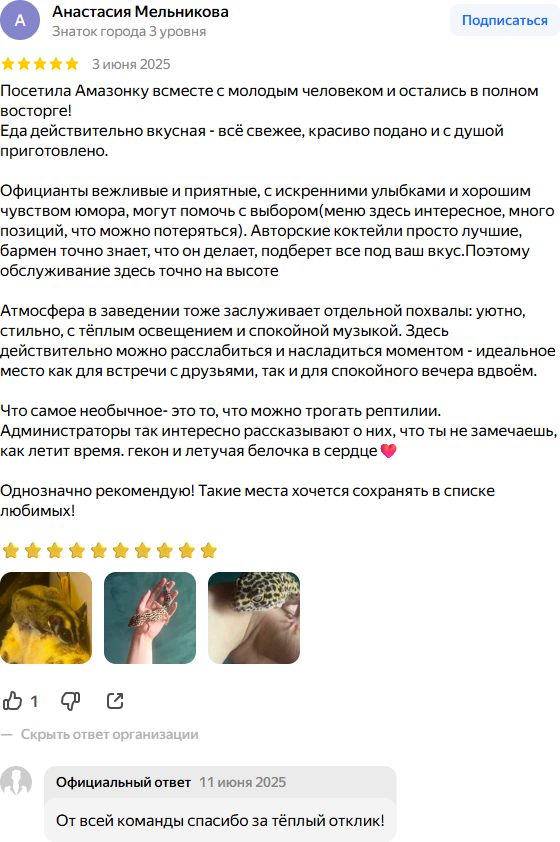 А
Анастасия Мельникова
Знаток города 3 уровня
Подписаться
3 июня 2025
Посетила Амазонку всместе с молодым человеком и остались в полном
восторге!
Еда действительно вкусная - всё свежее, красиво подано и с душой
приготовлено.
Официанты вежливые и приятные, с искренними улыбками и хорошим
чувством юмора, могут помочь с выбором(меню здесь интересное, много
позиций, что можно потеряться). Авторские коктейли просто лучшие,
бармен точно знает, что он делает, подберет все под ваш вкус.Поэтому
обслуживание здесь точно на высоте
Атмосфера в заведении тоже заслуживает отдельной похвалы: уютно,
стильно, с тёплым освещением и спокойной музыкой. Здесь
действительно можно расслабиться и насладиться моментом - идеальное
место как для встречи с друзьями, так и для спокойного вечера вдвоём.
Что самое необычное- это то, что можно трогать рептилии.
Администраторы так интересно рассказывают о них, что ты не замечаешь,
как летит время. гекон и летучая белочка в сердце💖
Однозначно рекомендую! Такие места хочется сохранять в списке
любимых!
1
— Скрыть ответ организации
Официальный ответ 11 июня 2025
От всей команды спасибо за тёплый отклик!